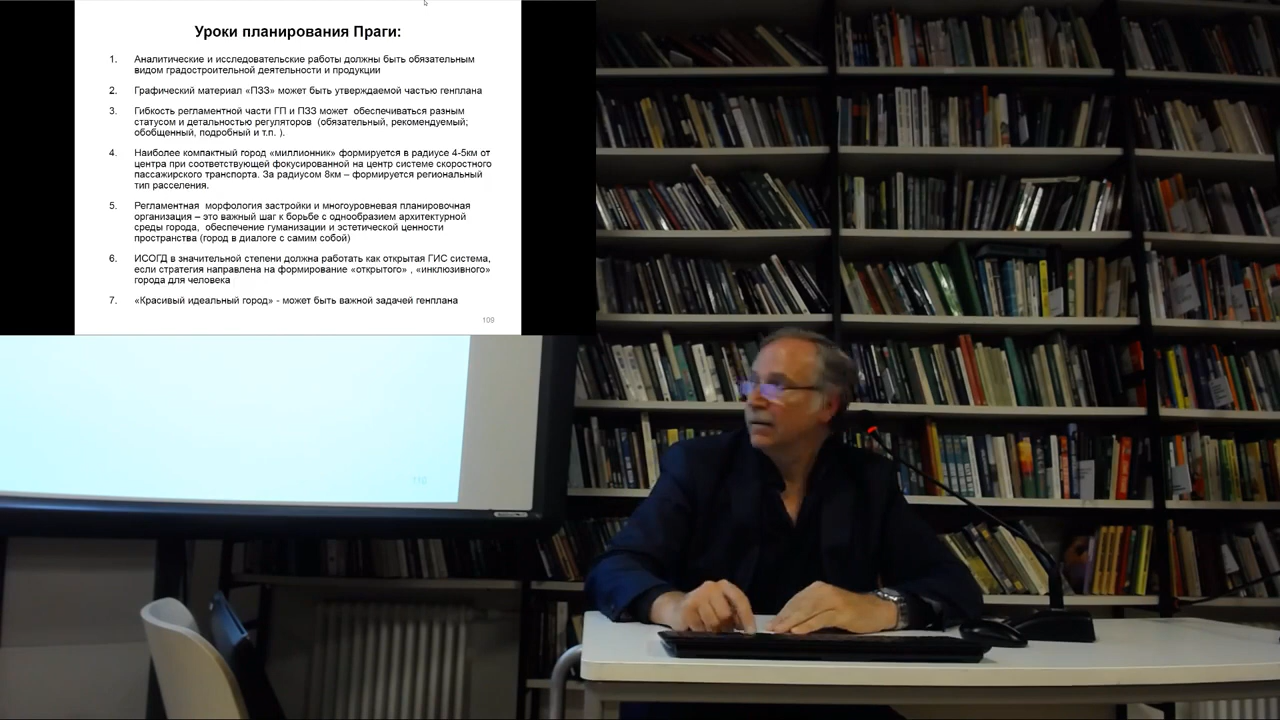 Уроки планирования Праги:
1. Аналитические и исследовательские работы должны быть обязательным
видом градостроительной деятельности и продукции
2. Графический материал «ПЗЗ» может быть утверждаемой частью генплана
3. Гибкость регламентной части ГП и ПЗЗ может обеспечиваться разным
статусом и детальностью регуляторов (обязательный, рекомендуемый;
обобщенный, подробный и т.п. ).
4. Наиболее компактный город «миллионник» формируется в радиусе 4-5км от
центра при соответствующей фокусированной на центр системе скоростного
пассажирского транспорта. За радиусом 8км – формируется региональный
тип расселения.
5. Регламентная морфология застройки и многоуровневая планировочная
организация – это важный шаг к борьбе с однообразием архитектурной
среды города, обеспечение гуманизации и эстетической ценности
пространства (город в диалоге с самим собой)
6. ИСОГД в значительной степени должна работать как открытая ГИС система,
если стратегия направлена на формирование «открытого» , «инклюзивного»
города для человека
7. «Красивый идеальный город» - может быть важной задачей генплана
109